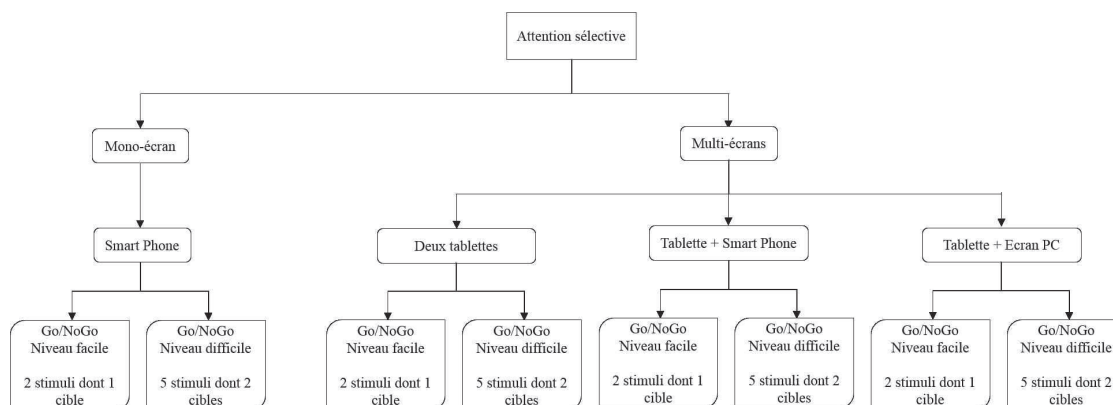 Attention sélective
Mono-écran
Multi-écrans
Smart Phone
Deux tablettes
Tablette + Smart Phone
Tablette + Ecran PC
Go/NoGo
Niveau facile
2 stimuli dont 1
cible
Go/NoGo
Niveau difficile
5 stimuli dont 2
cibles
Go/NoGo
Niveau facile
2 stimuli dont 1
cible
Go/NoGo
Niveau difficile
5 stimuli dont 2
cibles
Go/NoGo
Niveau facile
2 stimuli dont 1
cible
Go/NoGo
Niveau difficile
5 stimuli dont 2
cibles
Go/NoGo
Niveau facile
2 stimuli dont 1
cible
Go/NoGo
Niveau difficile
5 stimuli dont 2
cibles